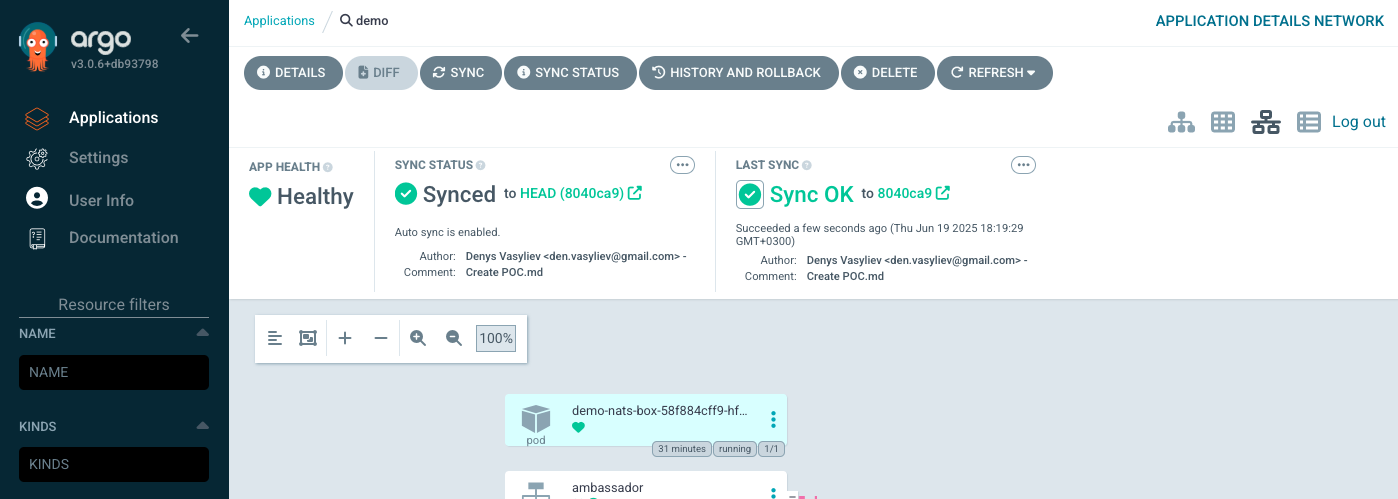 argo
v3.0.6+db93798
Applications
Settings
User Info
Documentation
Resource filters
NAME
NAME
KINDS
KINDS
Applications / demo
APPLICATION DETAILS NETWORK
DETAILS DIFF SYNC SYNC STATUS HISTORY AND ROLLBACK DELETE REFRESH
Log out
APP HEALTH
Healthy
SYNC STATUS
Synced to HEAD (8040ca9)
Auto sync is enabled.
Author: Denys Vasyliev <den.vasyliev@gmail.com> -
Comment: Create POC.md
LAST SYNC
Sync OK to 8040ca9
Succeeded a few seconds ago (Thu Jun 19 2025 18:19:29
GMT+0300)
Author: Denys Vasyliev <den.vasyliev@gmail.com> -
Comment: Create POC.md
100%
demo-nats-box-58f884cff9-hf...
pod
31 minutes running 1/1
ambassador